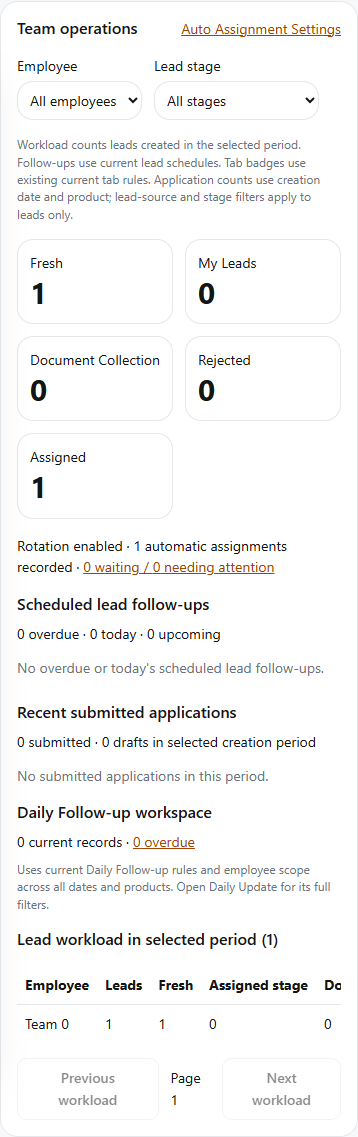 Team operations
Auto Assignment Settings
Employee
Lead stage
All employees
All stages
Workload counts leads created in the selected period.
Follow-ups use current lead schedules. Tab badges use
existing current tab rules. Application counts use creation
date and product; lead-source and stage filters apply to
leads only.
Fresh
1
My Leads
0
Document Collection
0
Rejected
0
Assigned
1
Rotation enabled · 1 automatic assignments
recorded · 0 waiting / 0 needing attention
Scheduled lead follow-ups
0 overdue · 0 today · 0 upcoming
No overdue or today's scheduled lead follow-ups.
Recent submitted applications
0 submitted · 0 drafts in selected creation period
No submitted applications in this period.
Daily Follow-up workspace
0 current records · 0 overdue
Uses current Daily Follow-up rules and employee scope
across all dates and products. Open Daily Update for its full
filters.
Lead workload in selected period (1)
Employee Leads Fresh Assigned stage Do
Team 0 1 1 0 0
Previous
workload
Page
1
Next
workload